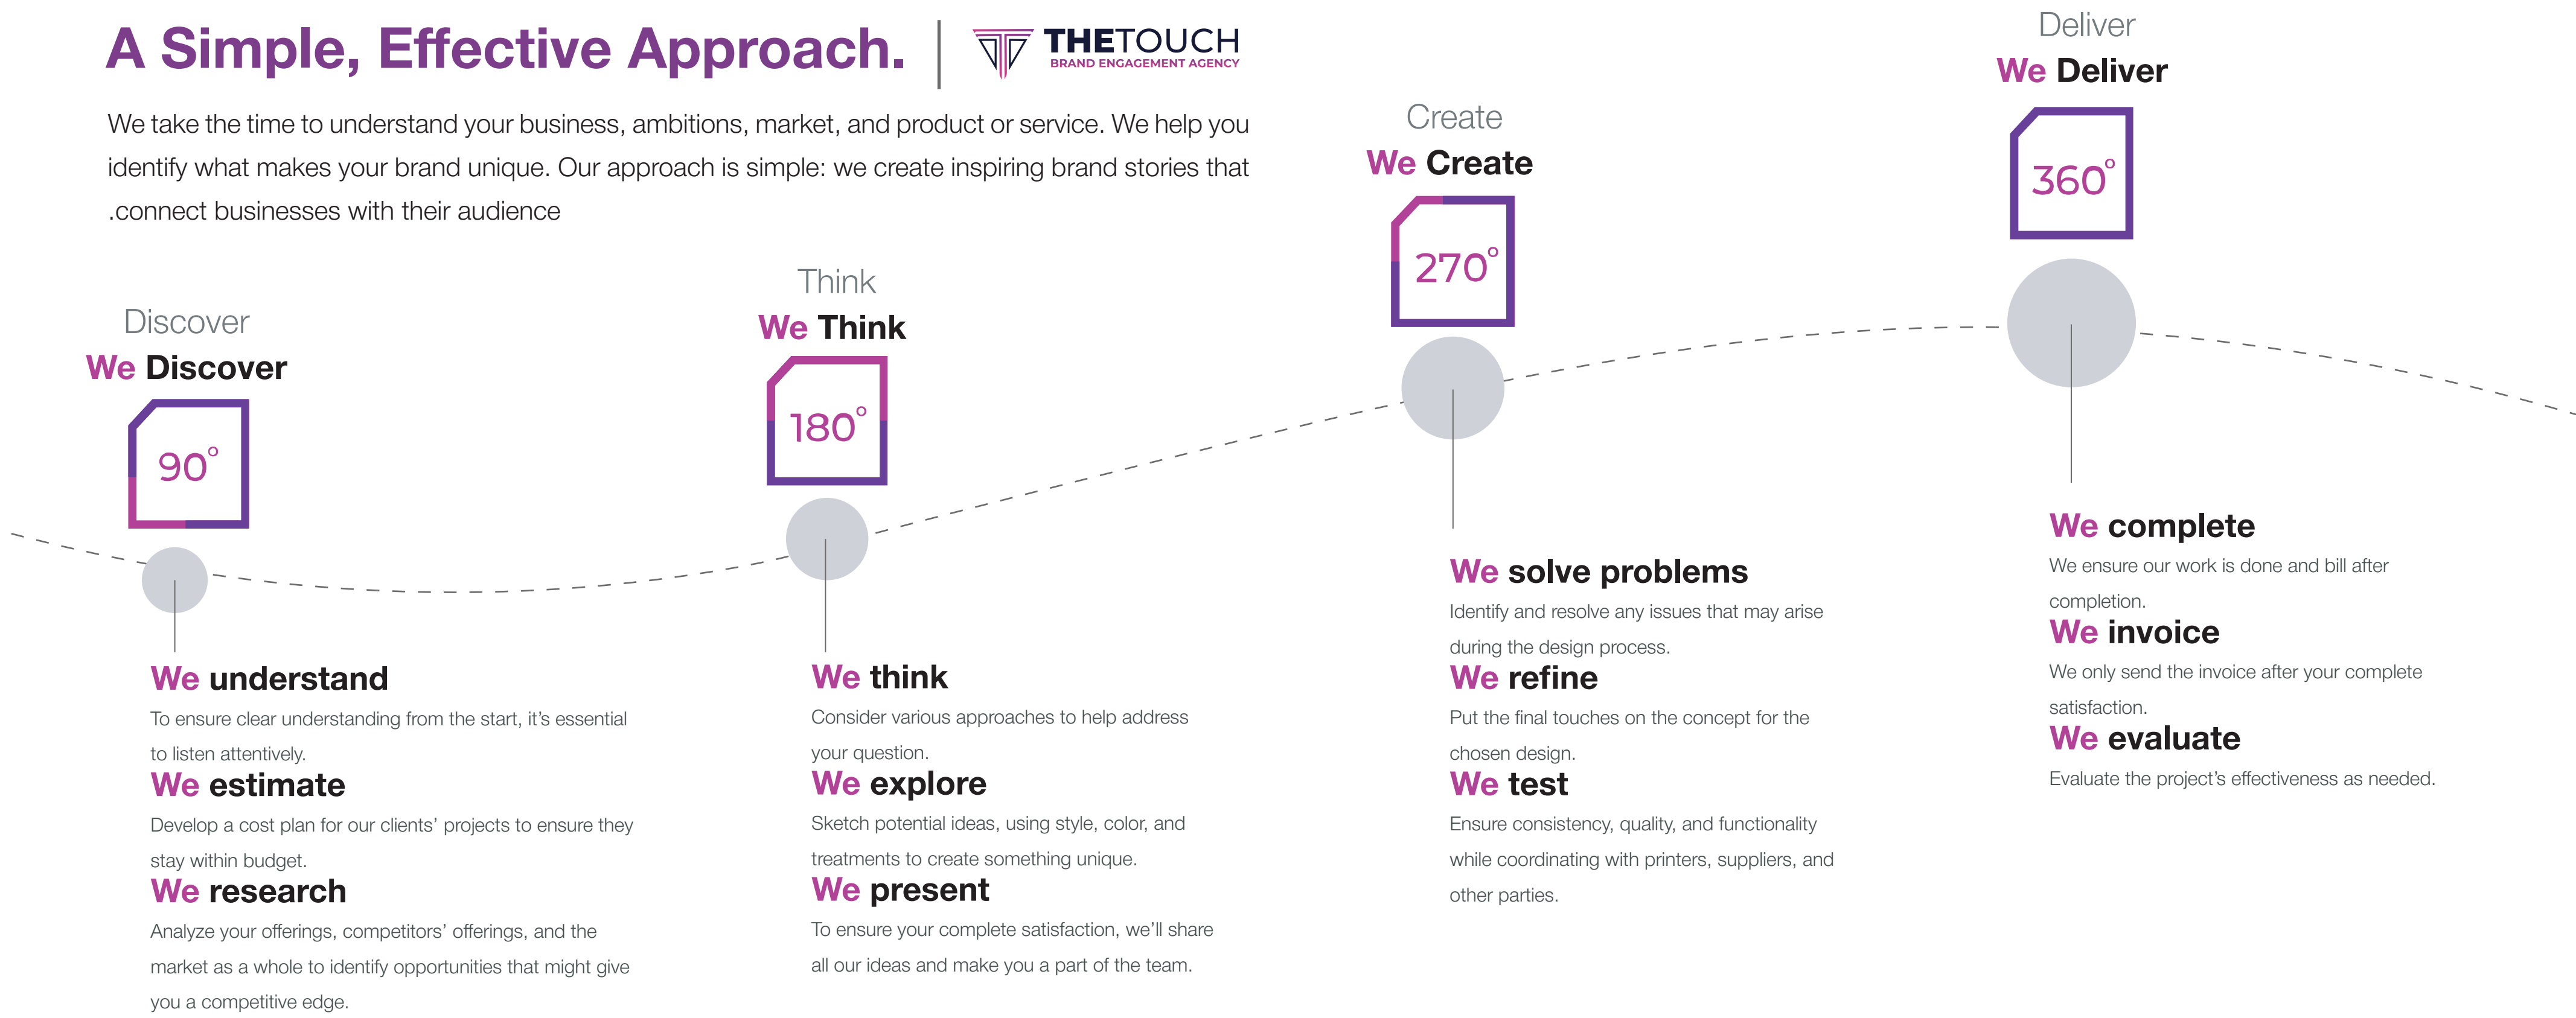 A Simple, Effective Approach.
THETOUCH
BRAND ENGAGEMENT AGENCY
We take the time to understand your business, ambitions, market, and product or service. We help you
identify what makes your brand unique. Our approach is simple: we create inspiring brand stories that
.connect businesses with their audience
Discover
We Discover
90°
We understand
To ensure clear understanding from the start, it’s essential
to listen attentively.
We estimate
Develop a cost plan for our clients’ projects to ensure they
stay within budget.
We research
Analyze your offerings, competitors’ offerings, and the
market as a whole to identify opportunities that might give
you a competitive edge.
Think
We Think
180°
We think
Consider various approaches to help address
your question.
We explore
Sketch potential ideas, using style, color, and
treatments to create something unique.
We present
To ensure your complete satisfaction, we’ll share
all our ideas and make you a part of the team.
Create
We Create
270°
We solve problems
Identify and resolve any issues that may arise
during the design process.
We refine
Put the final touches on the concept for the
chosen design.
We test
Ensure consistency, quality, and functionality
while coordinating with printers, suppliers, and
other parties.
Deliver
We Deliver
360°
We complete
We ensure our work is done and bill after
completion.
We invoice
We only send the invoice after your complete
satisfaction.
We evaluate
Evaluate the project’s effectiveness as needed.